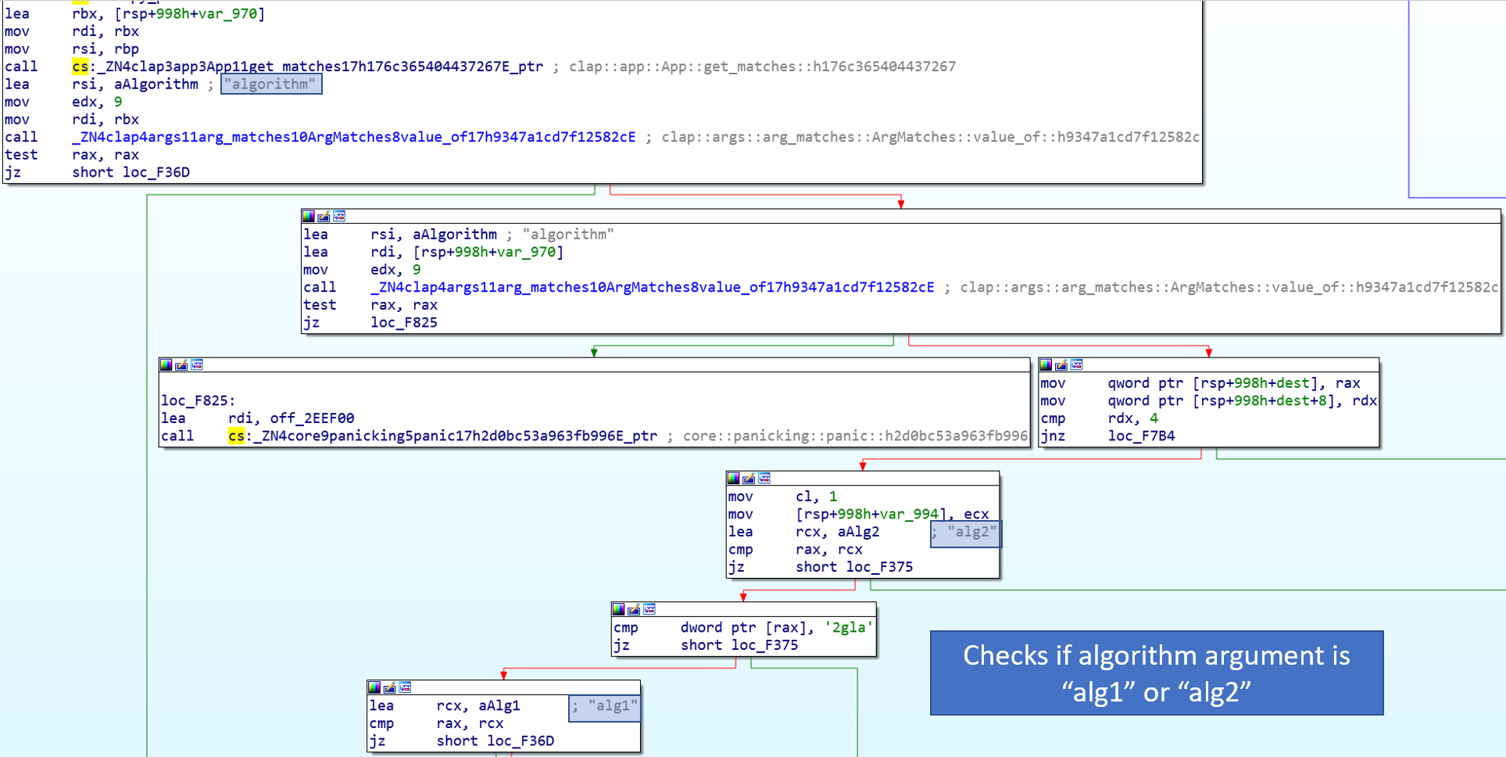 lea rbx, [rsp+998h+var_970]
mov rdi, rbx
mov rsi, rbp
call cs:_ZN4clap3app3App11get_matches17h176c365404437267E_ptr ; clap::app::App::get_matches::h176c365404437267
lea rsi, aAlgorithm ; "algorithm"
mov edx, 9
mov rdi, rbx
call _ZN4clap4args11arg_matches10ArgMatches8value_of17h9347a1cd7f12582cE ; clap::args::arg_matches::ArgMatches::value_of::h9347a1cd7f12582c
test rax, rax
jz short loc_F36D
lea rsi, aAlgorithm ; "algorithm"
lea rdi, [rsp+998h+var_970]
mov edx, 9
call _ZN4clap4args11arg_matches10ArgMatches8value_of17h9347a1cd7f12582cE ; clap::args::arg_matches::ArgMatches::value_of::h9347a1cd7f12582c
test rax, rax
jz loc_F825
loc_F825:
lea rdi, off_2EEF00
call cs:_ZN4core9panicking5panic17h2d0bc53a963fb996E_ptr ; core::panicking::panic::h2d0bc53a963fb996
mov qword ptr [rsp+998h+dest], rax
mov qword ptr [rsp+998h+dest+8], rdx
cmp rdx, 4
jnz loc_F7B4
mov cl, 1
mov [rsp+998h+var_994], ecx
lea rcx, aAlg2 ; "alg2"
cmp rax, rcx
jz short loc_F375
cmp dword ptr [rax], '2gla'
jz short loc_F375
lea rcx, aAlg1 ; "alg1"
cmp rax, rcx
jz short loc_F36D
Checks if algorithm argument is
“alg1” or “alg2”